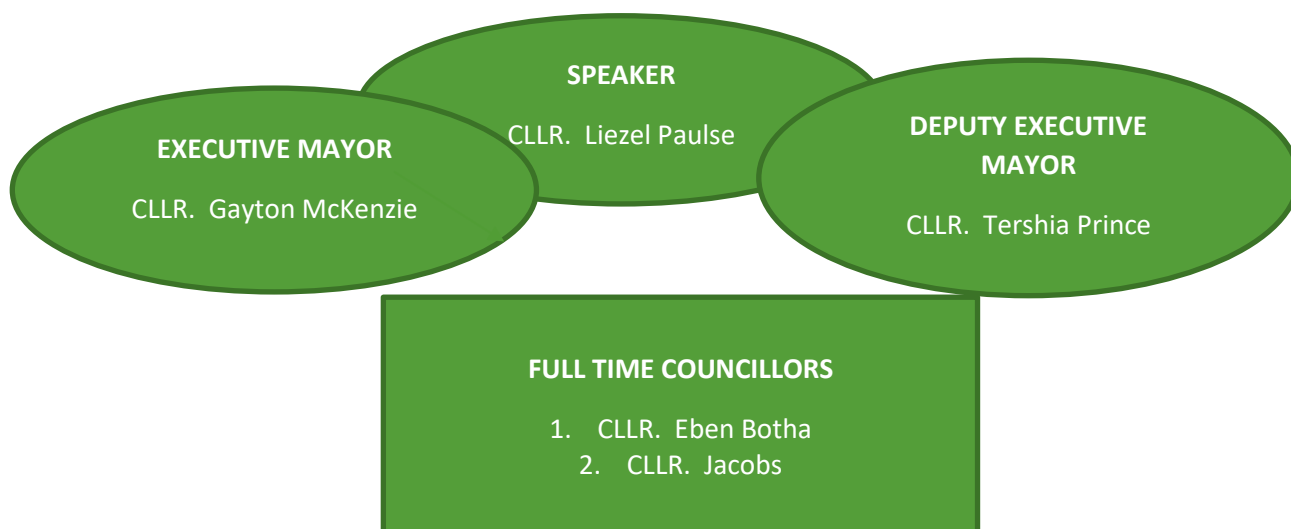 SPEAKER
CLLR.  Liezel Paulse
EXECUTIVE MAYOR
CLLR.  Gayton McKenzie
DEPUTY EXECUTIVE
MAYOR
CLLR.  Tershia Prince
FULL TIME COUNCILLORS
1.   CLLR.  Eben Botha
2.   CLLR.  Jacobs